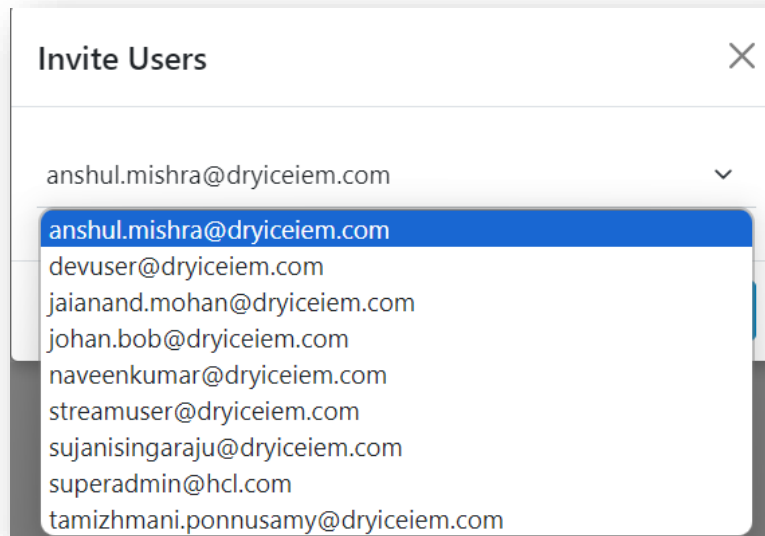 Invite Users
anshul.mishra@dryiceiem.com
anshul.mishra@dryiceiem.com
devuser@dryiceiem.com
jaianand.mohan@dryiceiem.com
johan.bob@dryiceiem.com
naveenkumar@dryiceiem.com
streamuser@dryiceiem.com
sujanisingaraju@dryiceiem.com
superadmin@hcl.com
tamizhmani.ponnusamy@dryiceiem.com